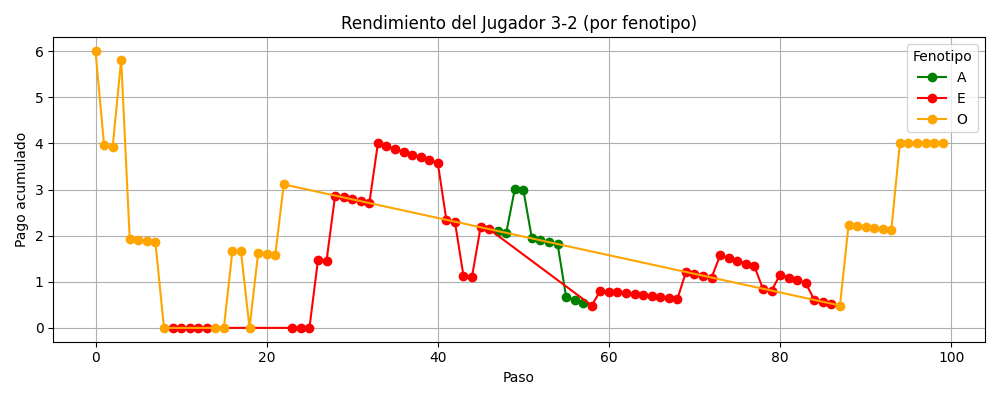 Rendimiento del Jugador 3-2 (por fenotipo)
Pago acumulado
6
5
4
3
2
1
0
0 20 40 60 80 100
Paso
Fenotipo
A
E
O